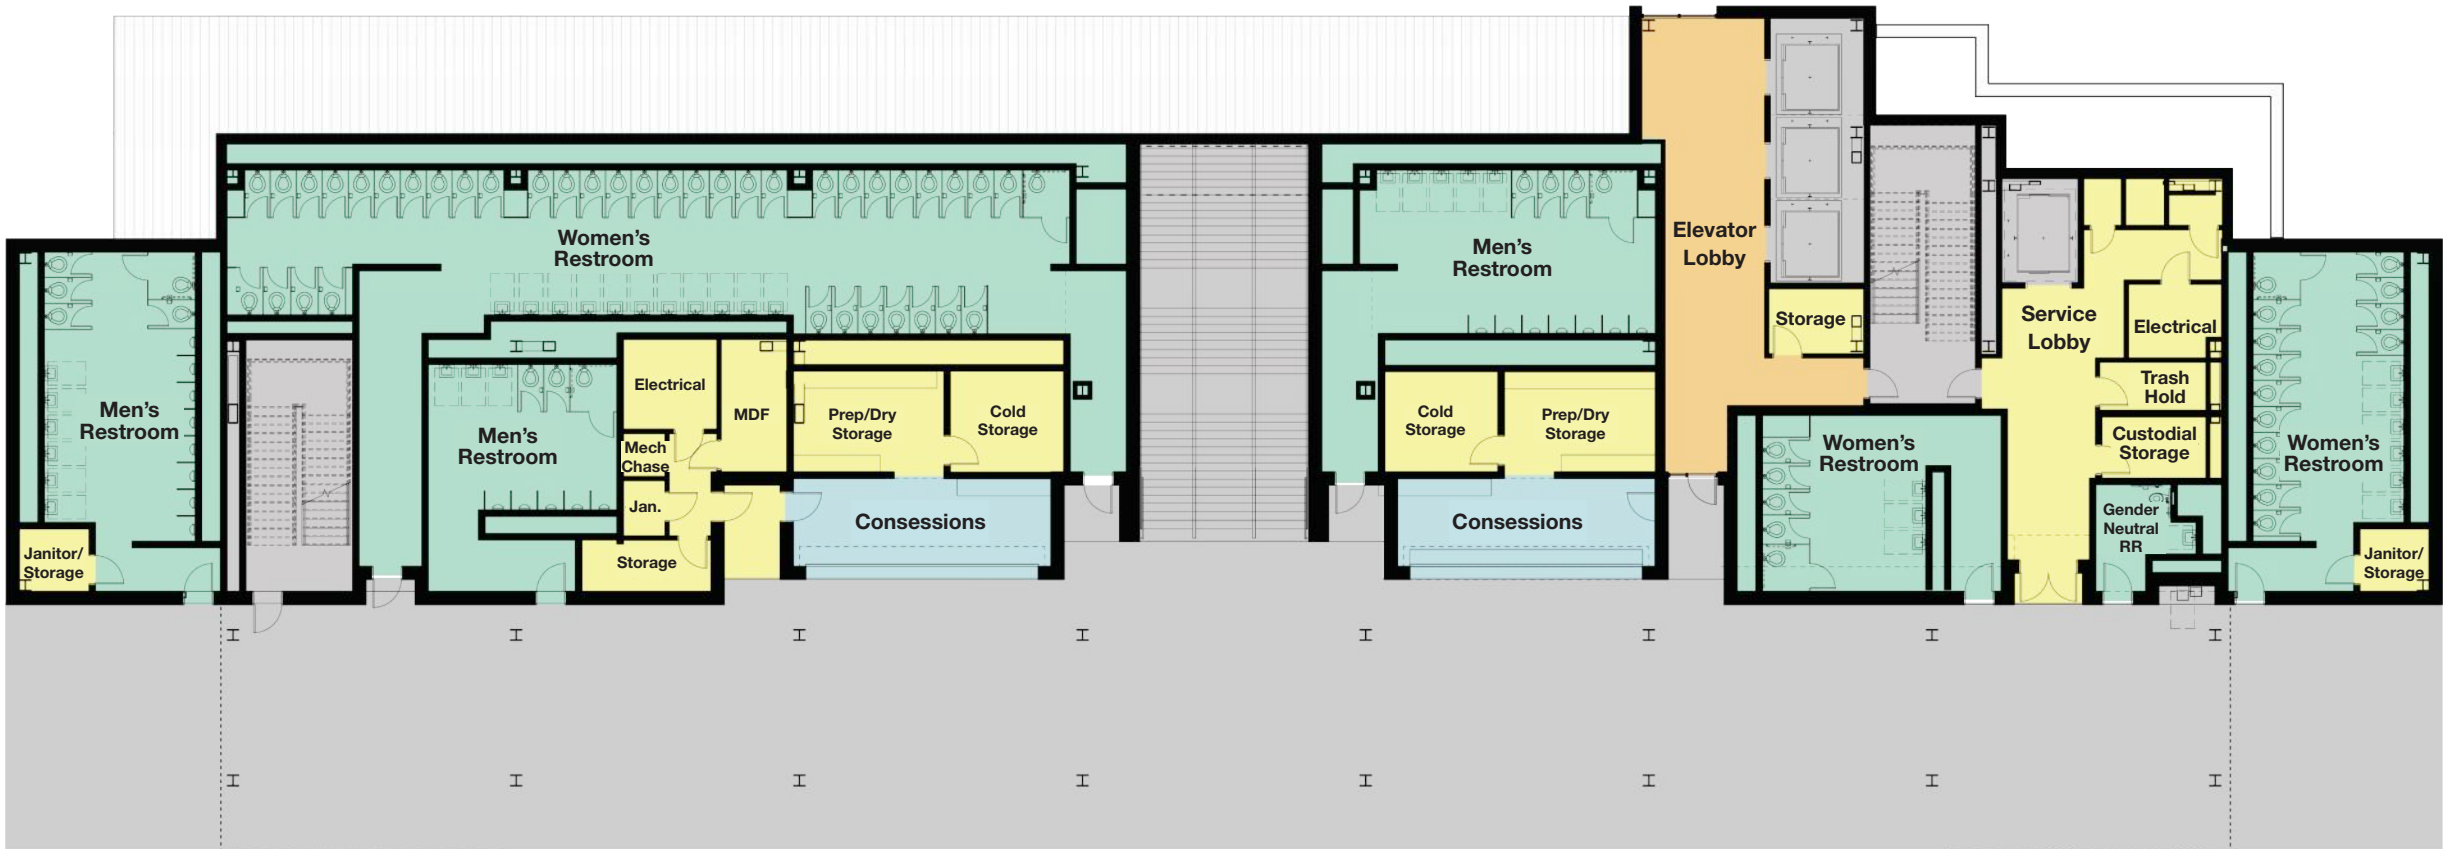 Women's
Restroom
Men's
Restroom
Elevator
Lobby
Storage
Service
Lobby
Electrical
Men's
Restroom
Janitor/
Storage
Men's
Restroom
Electrical
MDF
Mech
Chase
Jan.
Storage
Prep/Dry
Storage
Cold
Storage
Consessions
Cold
Storage
Prep/Dry
Storage
Consessions
Women's
Restroom
Trash
Hold
Custodial
Storage
Gender
Neutral
RR
Women's
Restroom
Janitor/
Storage